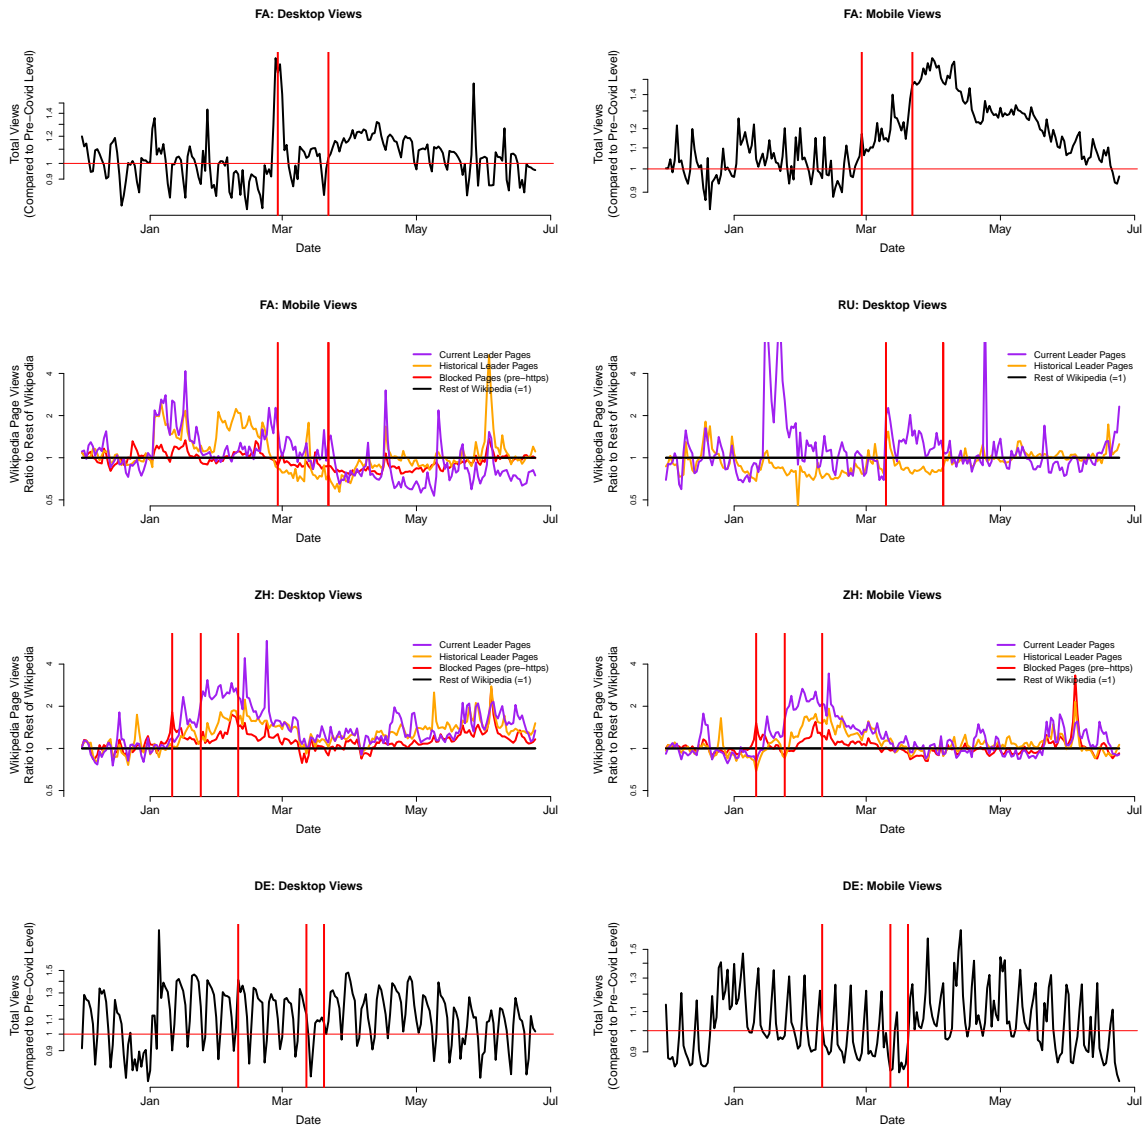 FA: Desktop Views
Total Views
(Compared to Pre-Covid Level)
0.9 1 1.1 1.2 1.4
Jan Mar May Jul
Date
FA: Mobile Views
Total Views
(Compared to Pre-Covid Level)
0.9 1 1.1 1.2 1.4
Jan Mar May Jul
Date
FA: Mobile Views
Wikipedia Page Views
Ratio to Rest of Wikipedia
0.5 1 2 4
Current Leader Pages
Historical Leader Pages
Blocked Pages (pre-https)
Rest of Wikipedia (=1)
Jan Mar May Jul
Date
RU: Desktop Views
Wikipedia Page Views
Ratio to Rest of Wikipedia
0.5 1 2 4
Current Leader Pages
Historical Leader Pages
Rest of Wikipedia (=1)
Jan Mar May Jul
Date
ZH: Desktop Views
Wikipedia Page Views
Ratio to Rest of Wikipedia
0.5 1 2 4
Current Leader Pages
Historical Leader Pages
Blocked Pages (pre-https)
Rest of Wikipedia (=1)
Jan Mar May Jul
Date
ZH: Mobile Views
Wikipedia Page Views
Ratio to Rest of Wikipedia
0.5 1 2 4
Current Leader Pages
Historical Leader Pages
Blocked Pages (pre-https)
Rest of Wikipedia (=1)
Jan Mar May Jul
Date
DE: Desktop Views
Total Views
(Compared to Pre-Covid Level)
0.9 1 1.1 1.3 1.5
Jan Mar May Jul
Date
DE: Mobile Views
Total Views
(Compared to Pre-Covid Level)
0.9 1 1.1 1.3 1.5
Jan Mar May Jul
Date